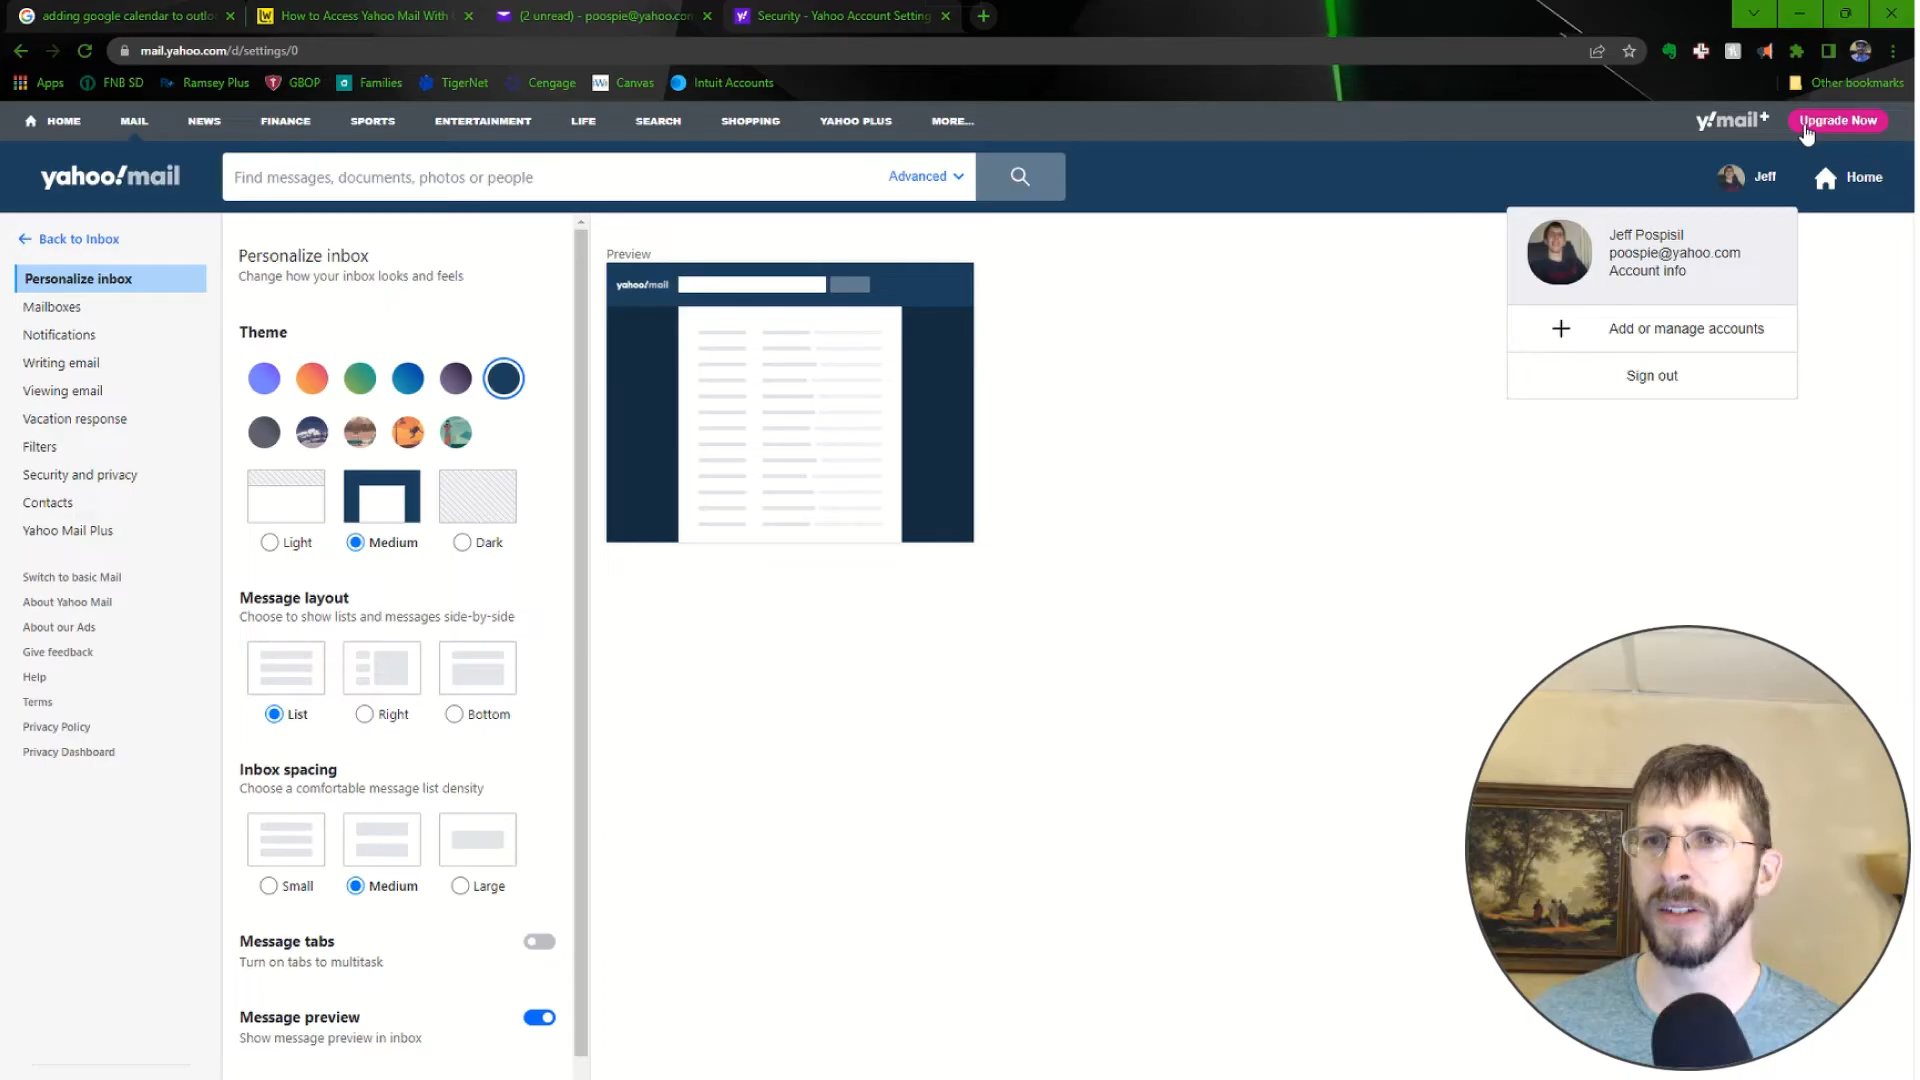 adding google calendar to outlo
How to Access Yahoo Mail With
(2 unread) - poospie@yahoo.con
Security - Yahoo Account Setting
mail.yahoo.com/d/settings/0
Apps
FNB SD
Ramsey Plus
GBOP
Families
TigerNet
Cengage
Canvas
Intuit Accounts
Other bookmarks
HOME
MAIL
NEWS
FINANCE
SPORTS
ENTERTAINMENT
LIFE
SEARCH
SHOPPING
YAHOO PLUS
MORE...
y!mail+
Upgrade Now
yahoo!mail
Find messages, documents, photos or people
Advanced
Jeff
Home
Back to Inbox
Personalize inbox
Mailboxes
Notifications
Writing email
Viewing email
Vacation response
Filters
Security and privacy
Contacts
Yahoo Mail Plus
Switch to basic Mail
About Yahoo Mail
About our Ads
Give feedback
Help
Terms
Privacy Policy
Privacy Dashboard
Personalize inbox
Change how your inbox looks and feels
Theme
Light
Medium
Dark
Message layout
Choose to show lists and messages side-by-side
List
Right
Bottom
Inbox spacing
Choose a comfortable message list density
Small
Medium
Large
Message tabs
Turn on tabs to multitask
Message preview
Show message preview in inbox
Preview
yahoo!mail
Jeff Pospisil
poospie@yahoo.com
Account info
Add or manage accounts
Sign out